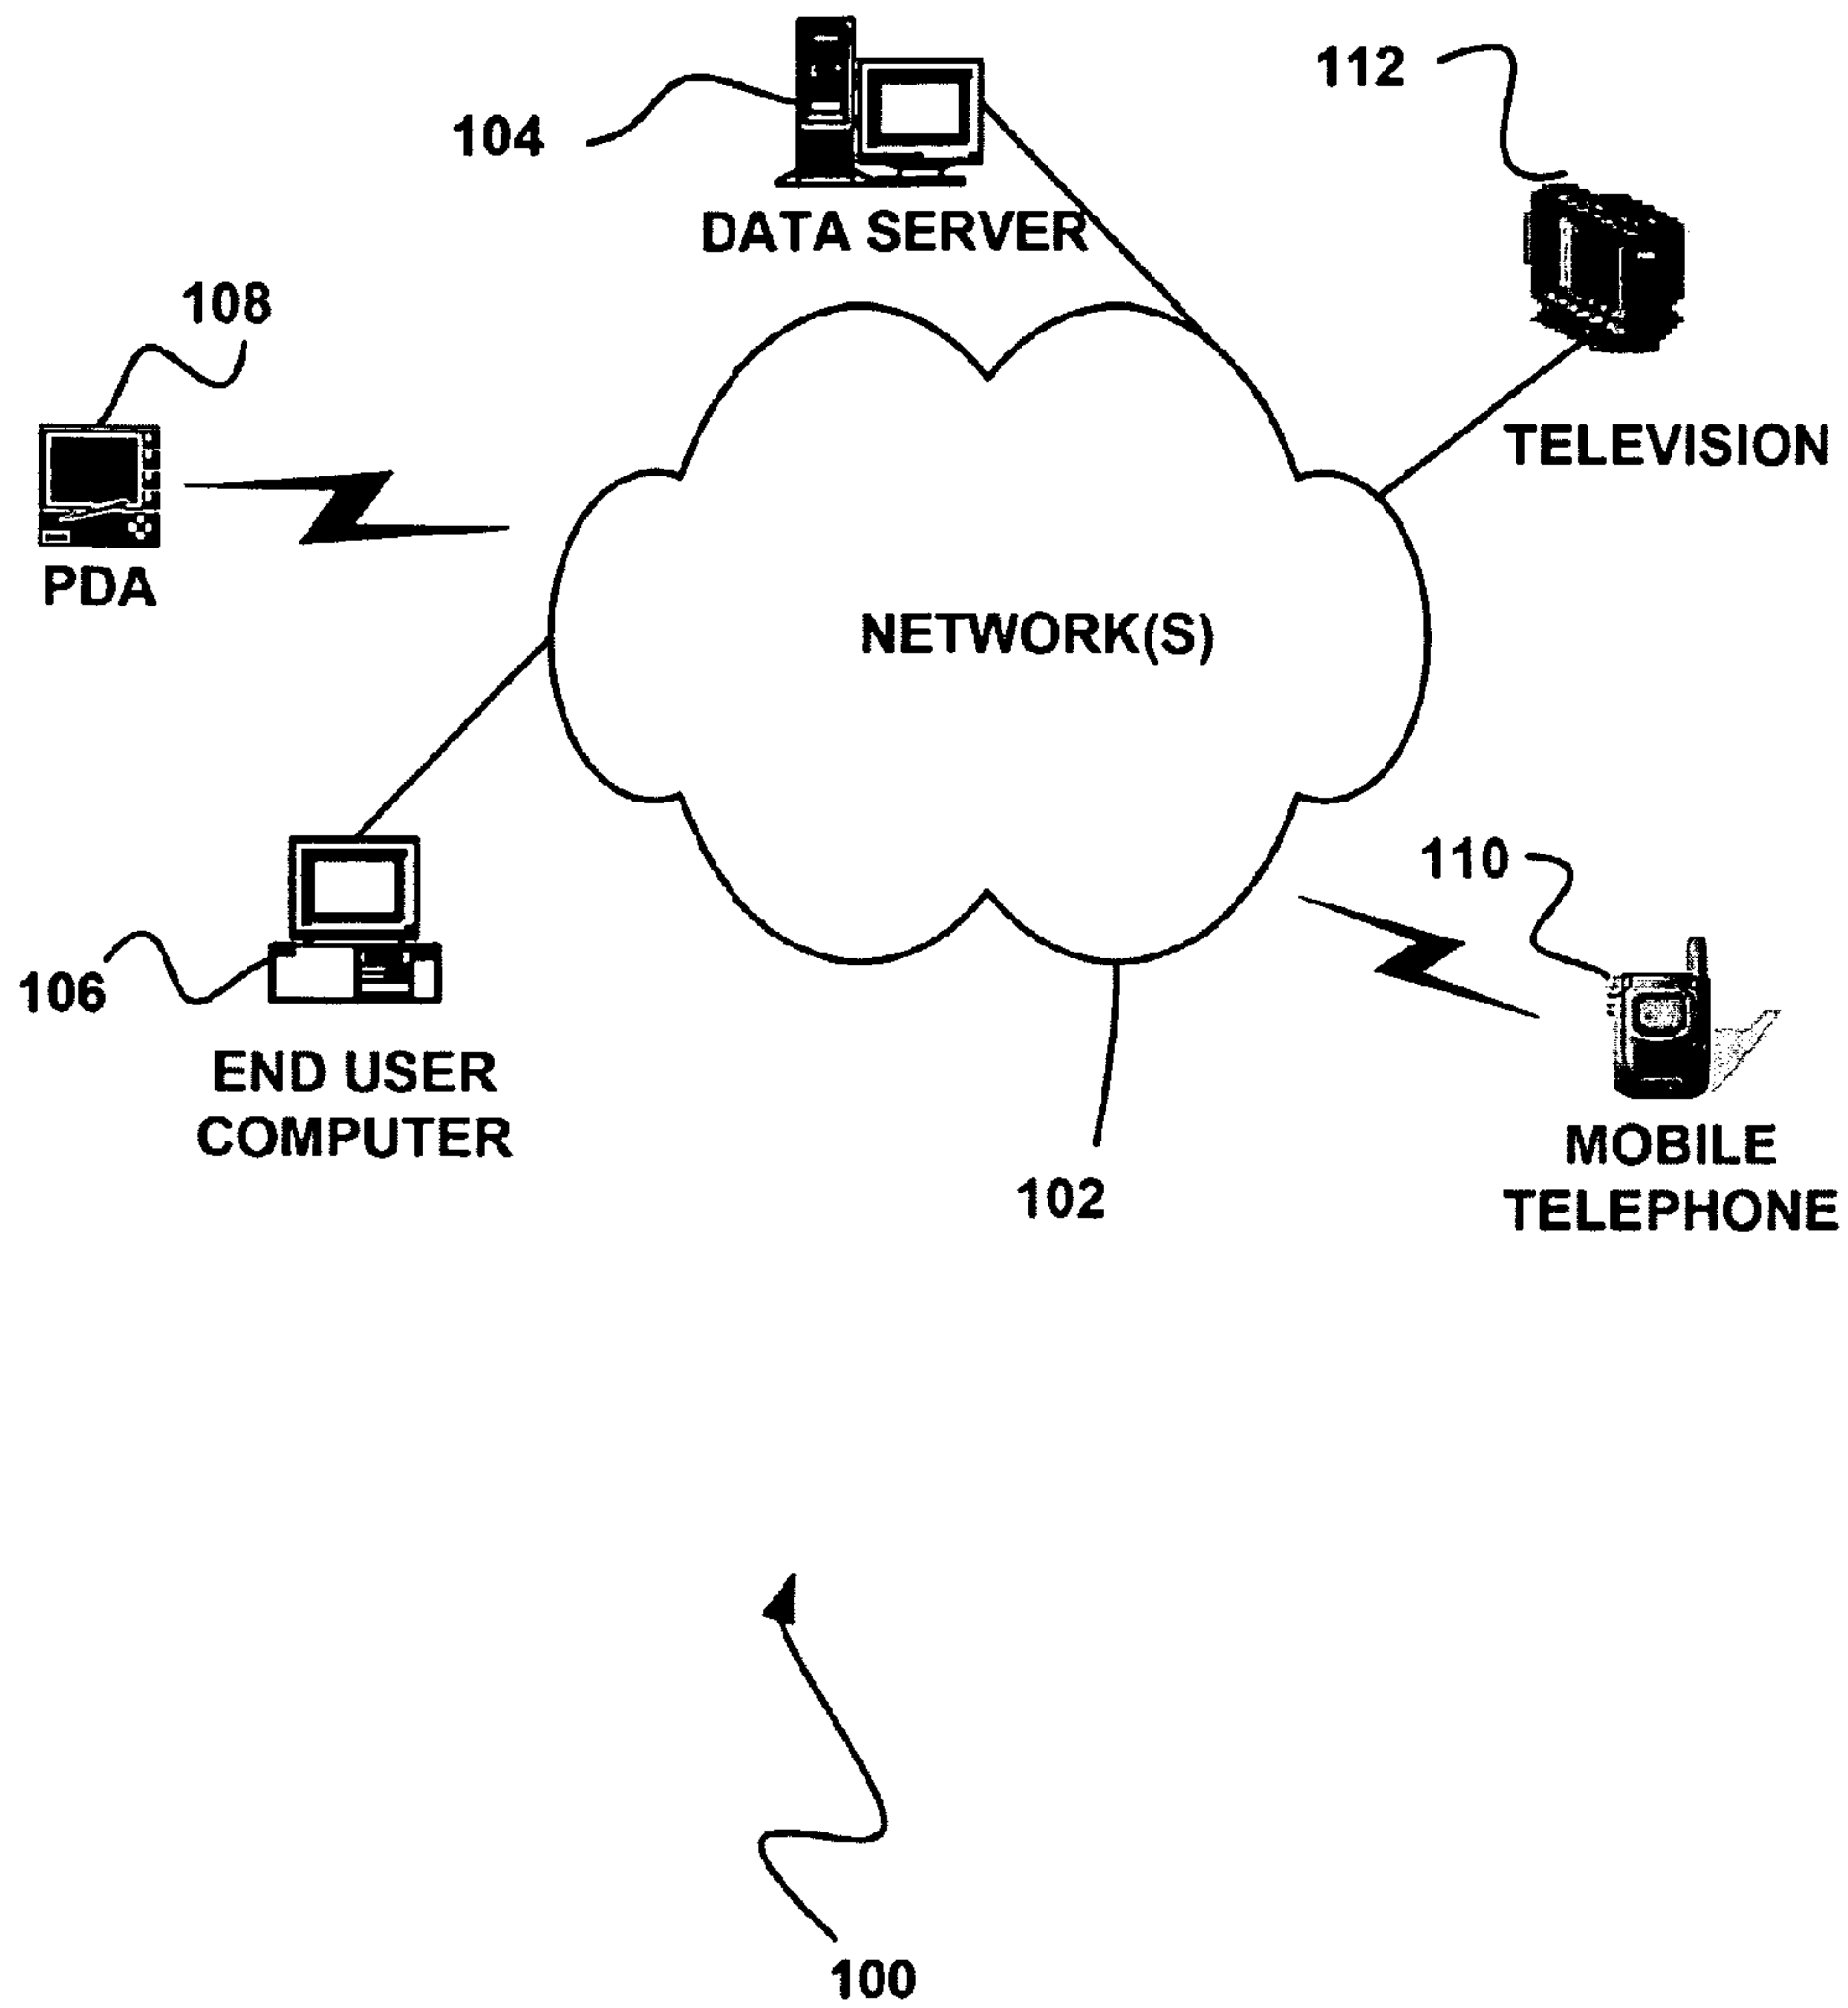 104
112
DATA SERVER
108
TELEVISION
PDA
NETWORK(S)
110
106
END USER
COMPUTER
102
MOBILE
TELEPHONE
100